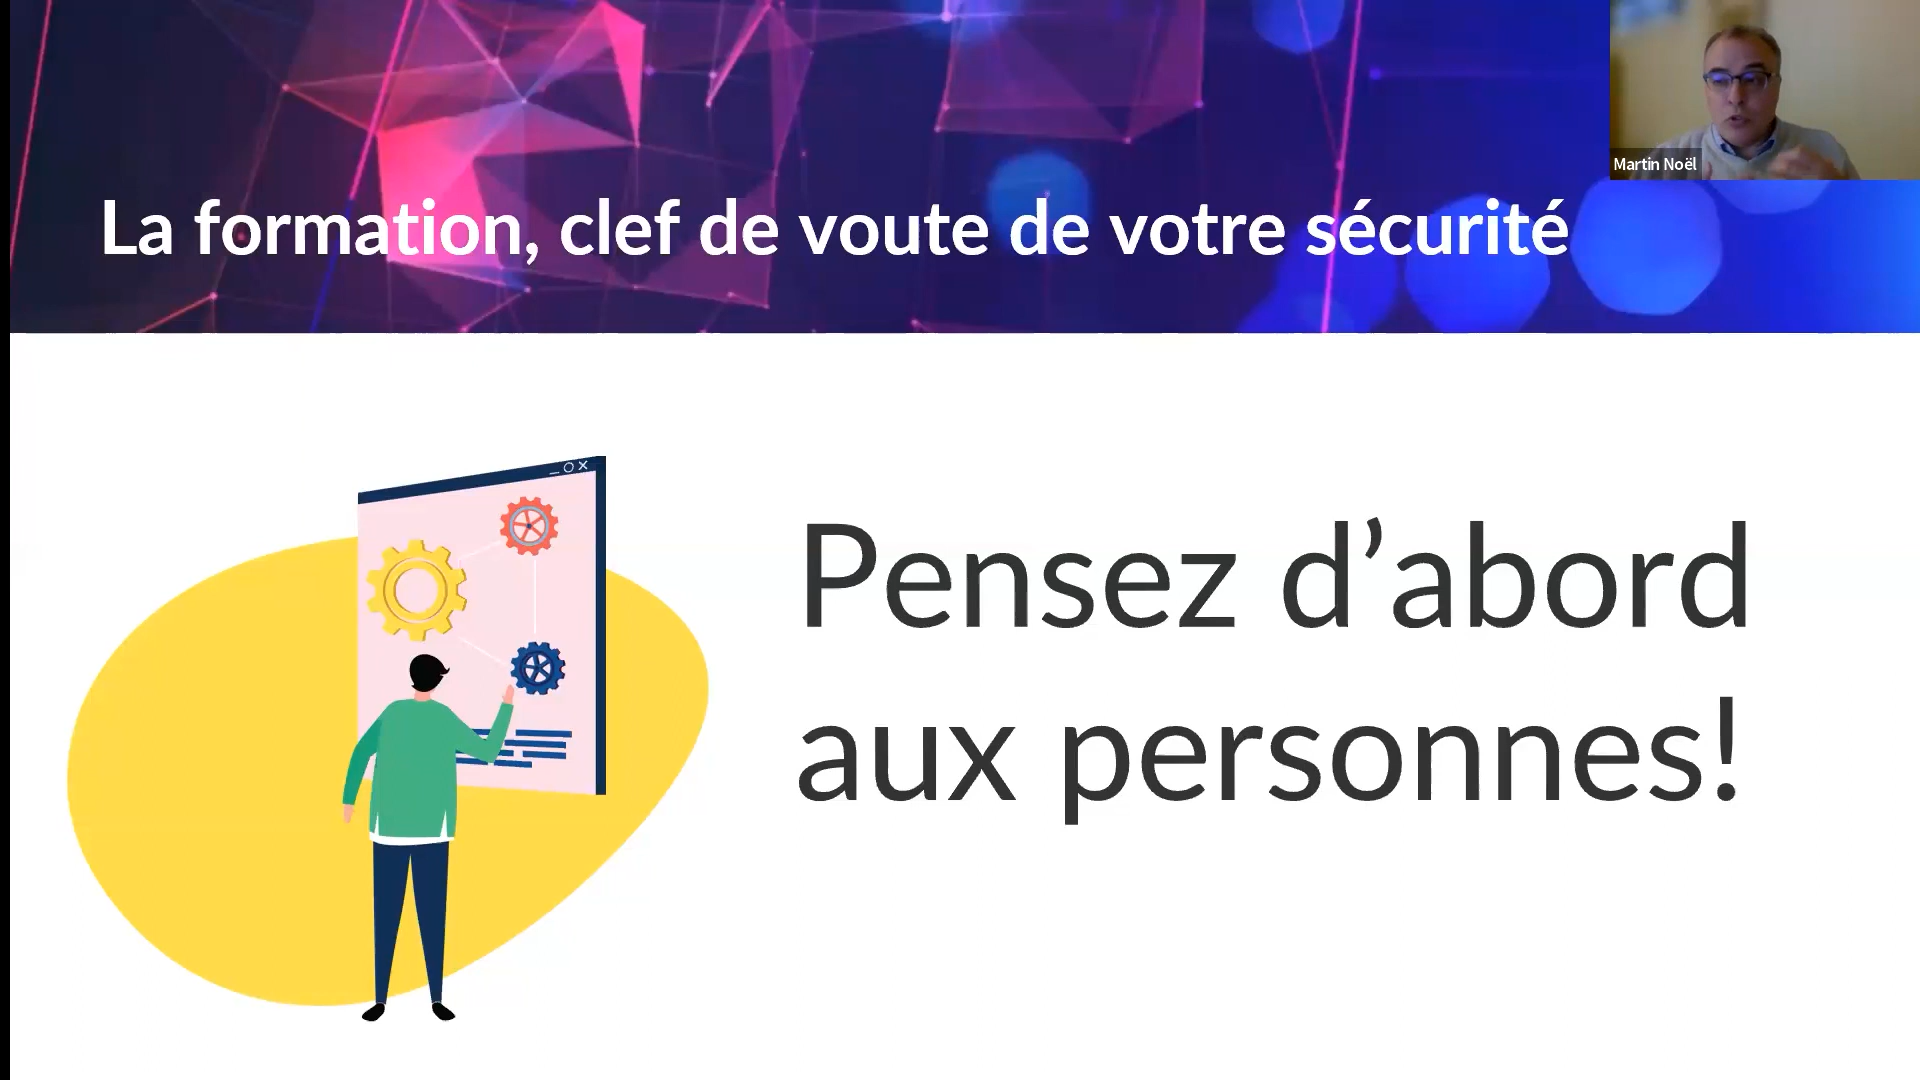 Martin Noël
La formation, clef de voute de votre sécurité
Pensez d’abord
aux personnes!